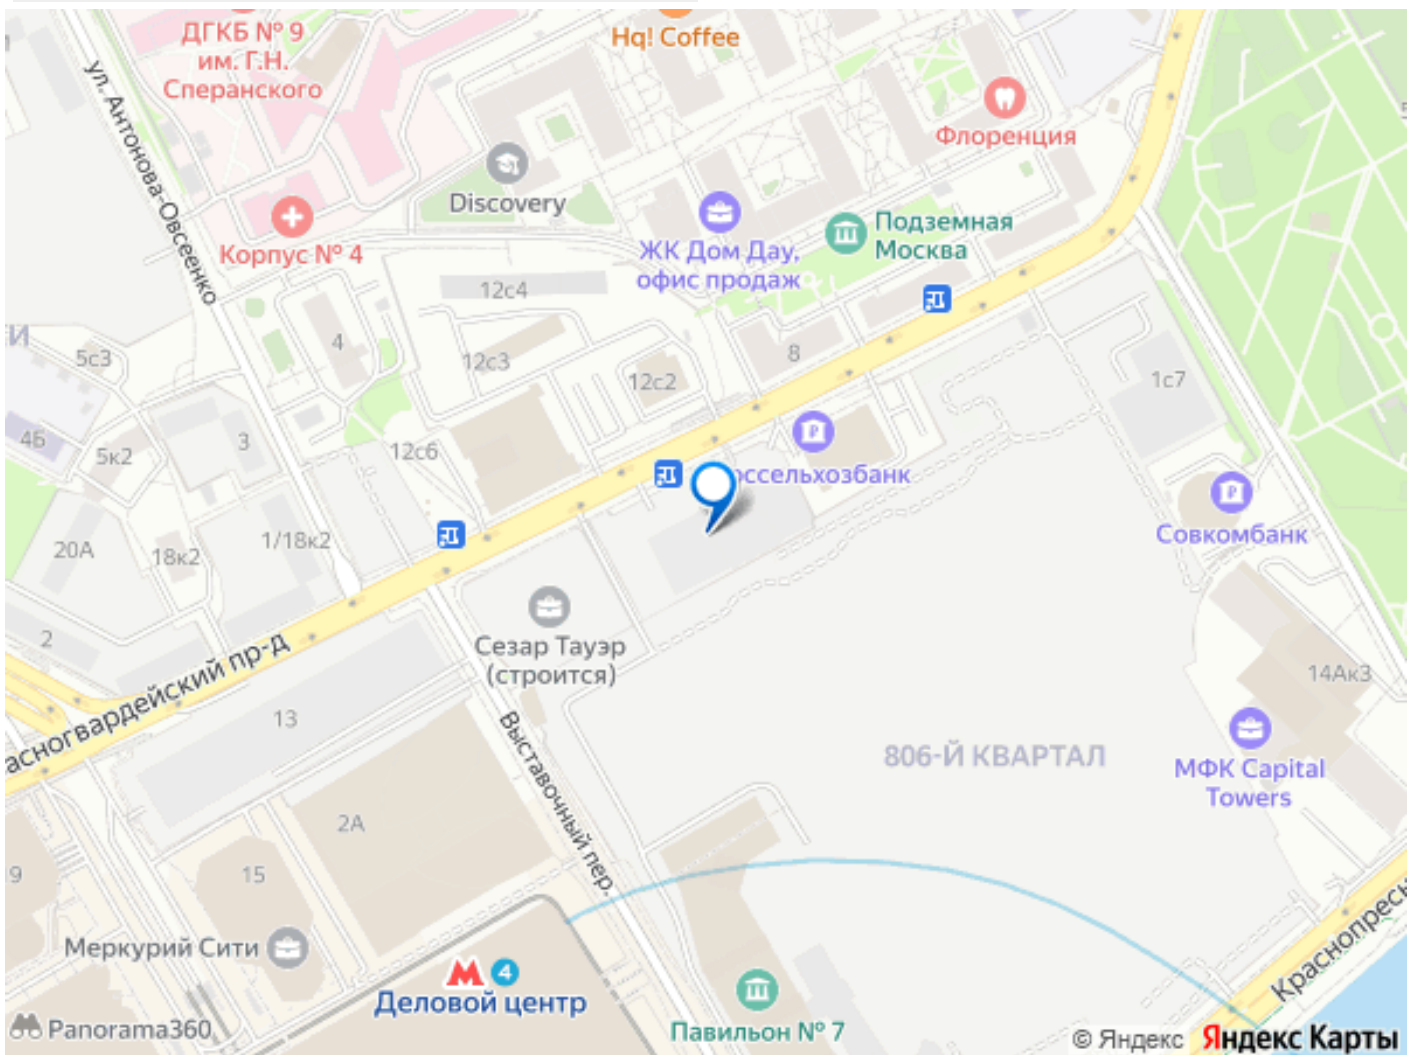 ДГКБ № 9
им. Г.Н.
Сперанского
Hq! Coffee
ул. Антонова-Овсеенко
Флоренция
Discovery
Корпус № 4
ЖК Дом Дау,
офис продаж
Подземная
Москва
12с4
4
5с3
12с3
12с2
8
1с7
4Б
5к2
3
12с6
оссельхозбанк
Совкомбанк
20А
18к2
1/18к2
2
Сезар Тауэр
(строится)
асногвардейский пр-д
13
14Ак3
Выставочный пер.
806-Й КВАРТАЛ
МФК Capital
Towers
2А
9
15
Меркурий Сити
4
Деловой центр
Краснопресн
Panorama360
Павильон № 7
© Яндекс Яндекс Карты